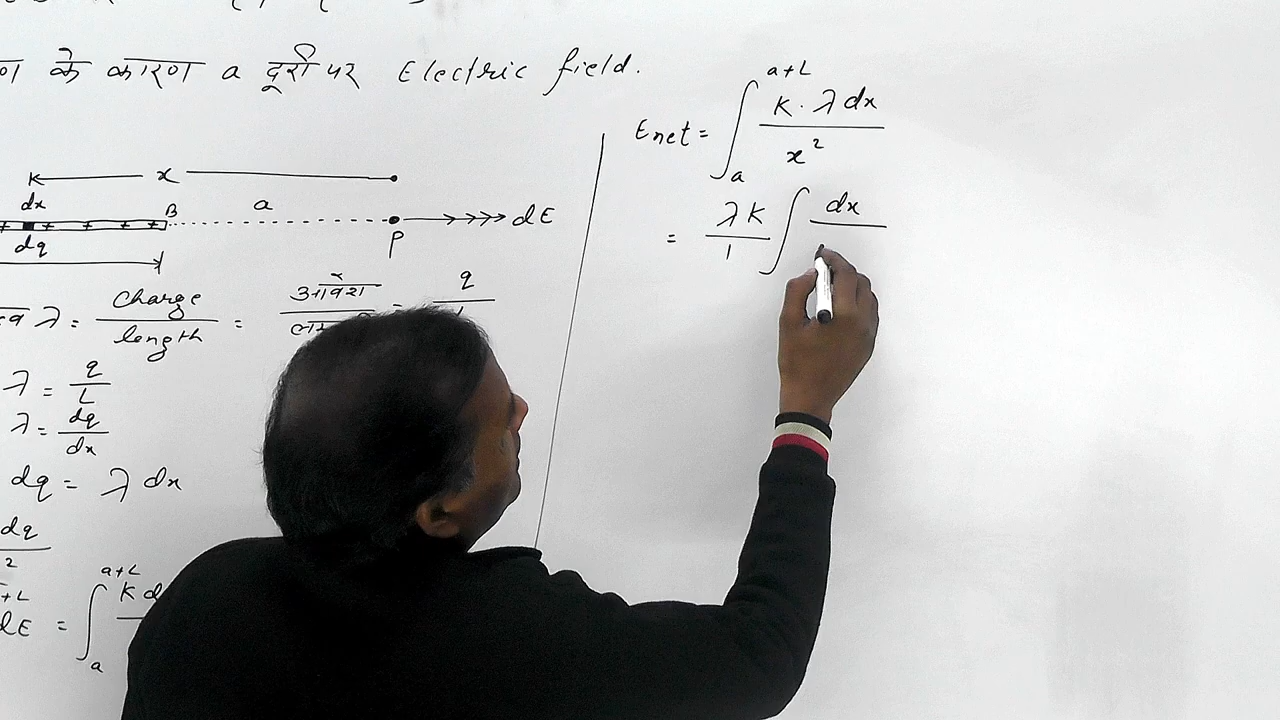 के कारण a दूरी पर Electric field.
x
dx B a dE
dq P
λ = charge / length = आवेश / = q /
λ = q / L
λ = dq / dx
dq = λ dx
dq
2
a+L
dE = ∫ K d
a
a+L
Enet = ∫ K · λ dx / x²
a
= λ K / 1 ∫ dx